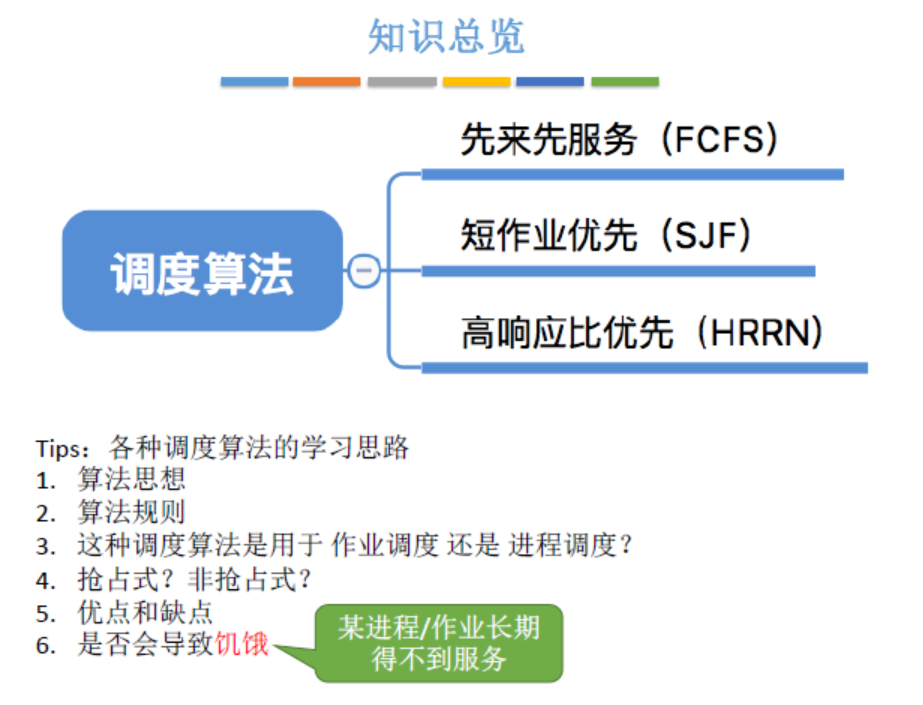 知识总览
先来先服务（FCFS）
短作业优先（SJF）
调度算法
高响应比优先（HRRN）
Tips：各种调度算法的学习思路
1. 算法思想
2. 算法规则
3. 这种调度算法是用于 作业调度 还是 进程调度？
4. 抢占式？非抢占式？
5. 优点和缺点
6. 是否会导致饥饿
某进程/作业长期
得不到服务